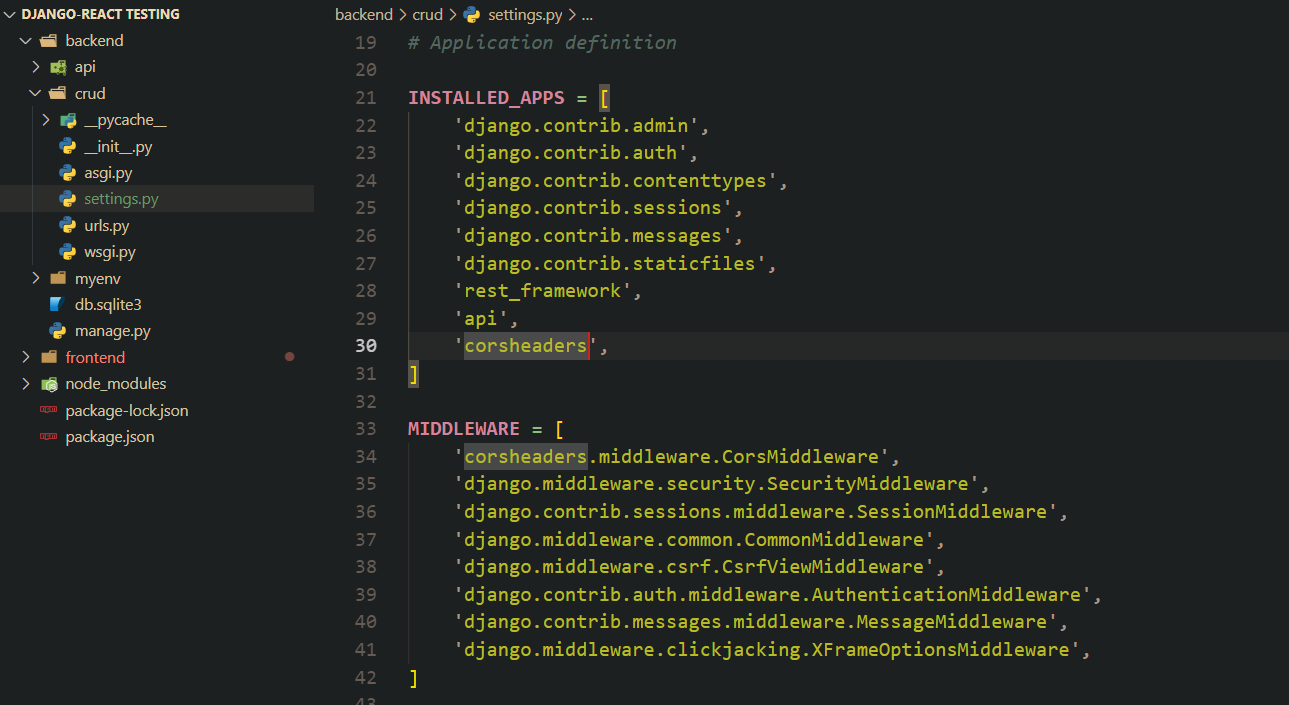 DJANGO-REACT TESTING
backend
api
crud
__pycache__
__init__.py
asgi.py
settings.py
urls.py
wsgi.py
myenv
db.sqlite3
manage.py
frontend
node_modules
package-lock.json
package.json
backend > crud > settings.py > ...
19 # Application definition
20
21 INSTALLED_APPS = [
22     'django.contrib.admin',
23     'django.contrib.auth',
24     'django.contrib.contenttypes',
25     'django.contrib.sessions',
26     'django.contrib.messages',
27     'django.contrib.staticfiles',
28     'rest_framework',
29     'api',
30     'corsheaders',
31 ]
32
33 MIDDLEWARE = [
34     'corsheaders.middleware.CorsMiddleware',
35     'django.middleware.security.SecurityMiddleware',
36     'django.contrib.sessions.middleware.SessionMiddleware',
37     'django.middleware.common.CommonMiddleware',
38     'django.middleware.csrf.CsrfViewMiddleware',
39     'django.contrib.auth.middleware.AuthenticationMiddleware',
40     'django.contrib.messages.middleware.MessageMiddleware',
41     'django.middleware.clickjacking.XFrameOptionsMiddleware',
42 ]
43